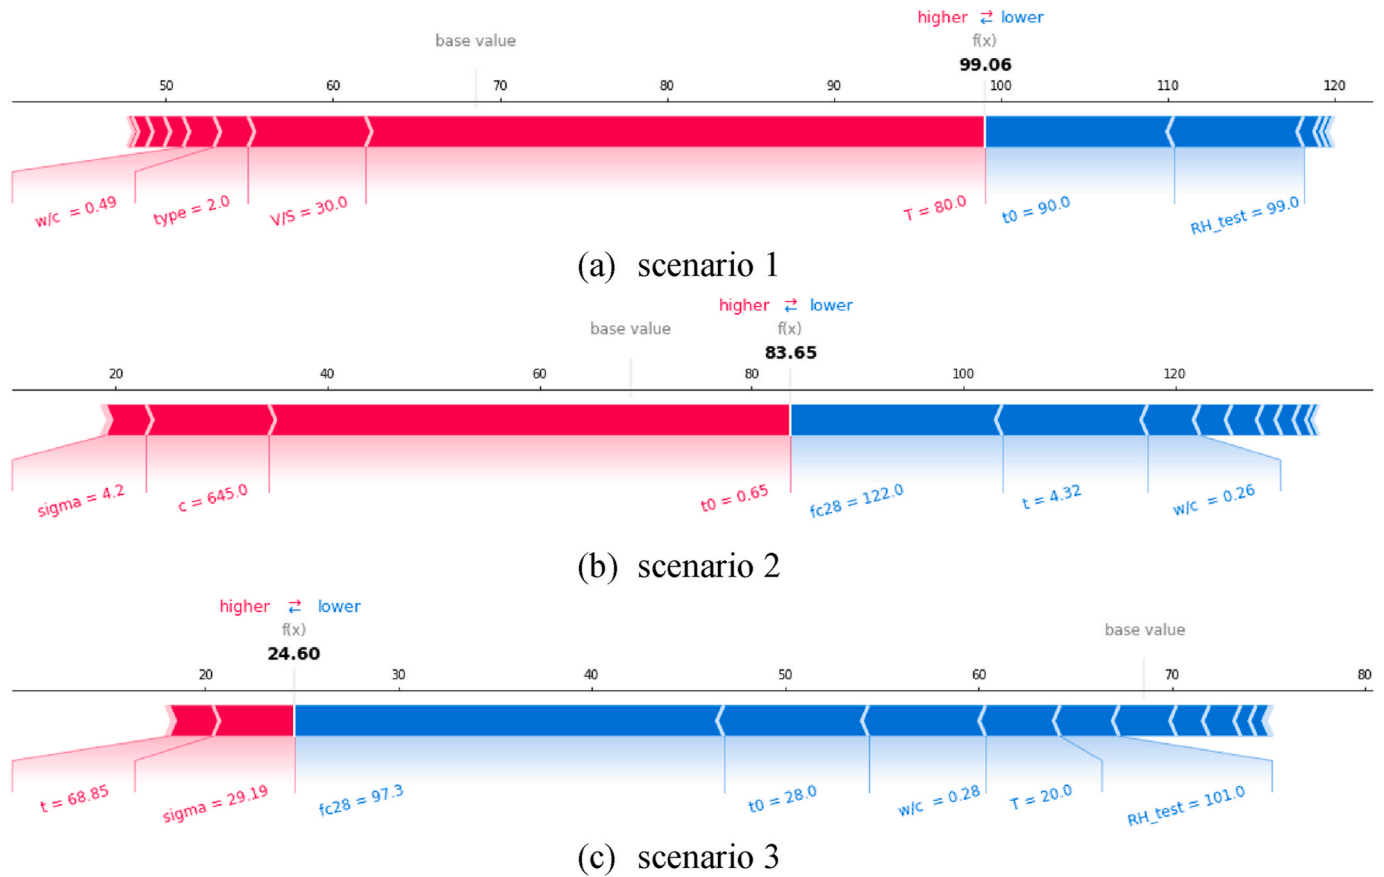 higher ⇄ lower
base value f(x)
99.06
50 60 70 80 90 100 110 120
w/c = 0.49 type = 2.0 V/S = 30.0 T = 80.0 t0 = 90.0 RH_test = 99.0
(a) scenario 1
higher ⇄ lower
base value f(x)
83.65
20 40 60 80 100 120
sigma = 4.2 c = 645.0 t0 = 0.65 fc28 = 122.0 t = 4.32 w/c = 0.26
(b) scenario 2
higher ⇄ lower
f(x) base value
24.60
20 30 40 50 60 70 80
t = 68.85 sigma = 29.19 fc28 = 97.3 t0 = 28.0 w/c = 0.28 T = 20.0 RH_test = 101.0
(c) scenario 3